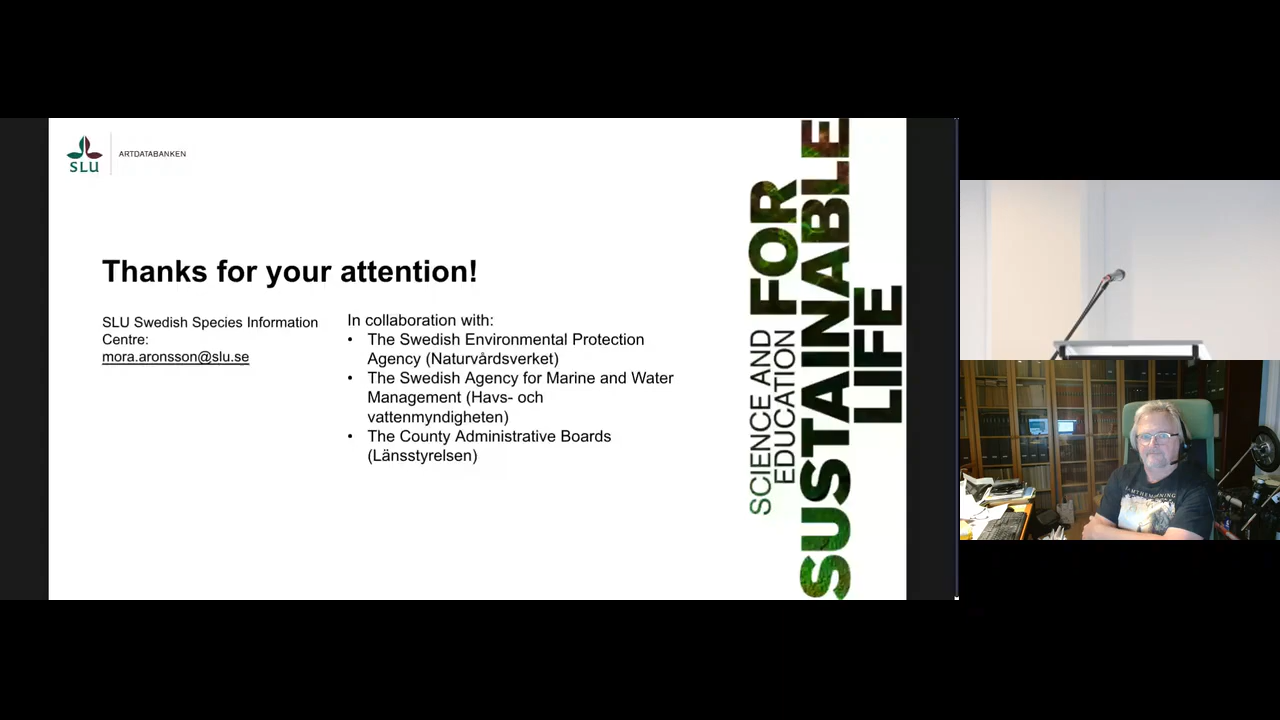 SLU
ARTDATABANKEN
Thanks for your attention!
SLU Swedish Species Information
Centre:
mora.aronsson@slu.se
In collaboration with:
• The Swedish Environmental Protection
Agency (Naturvårdsverket)
• The Swedish Agency for Marine and Water
Management (Havs- och
vattenmyndigheten)
• The County Administrative Boards
(Länsstyrelsen)
SCIENCE AND
EDUCATION FOR
SUSTAINABLE
LIFE